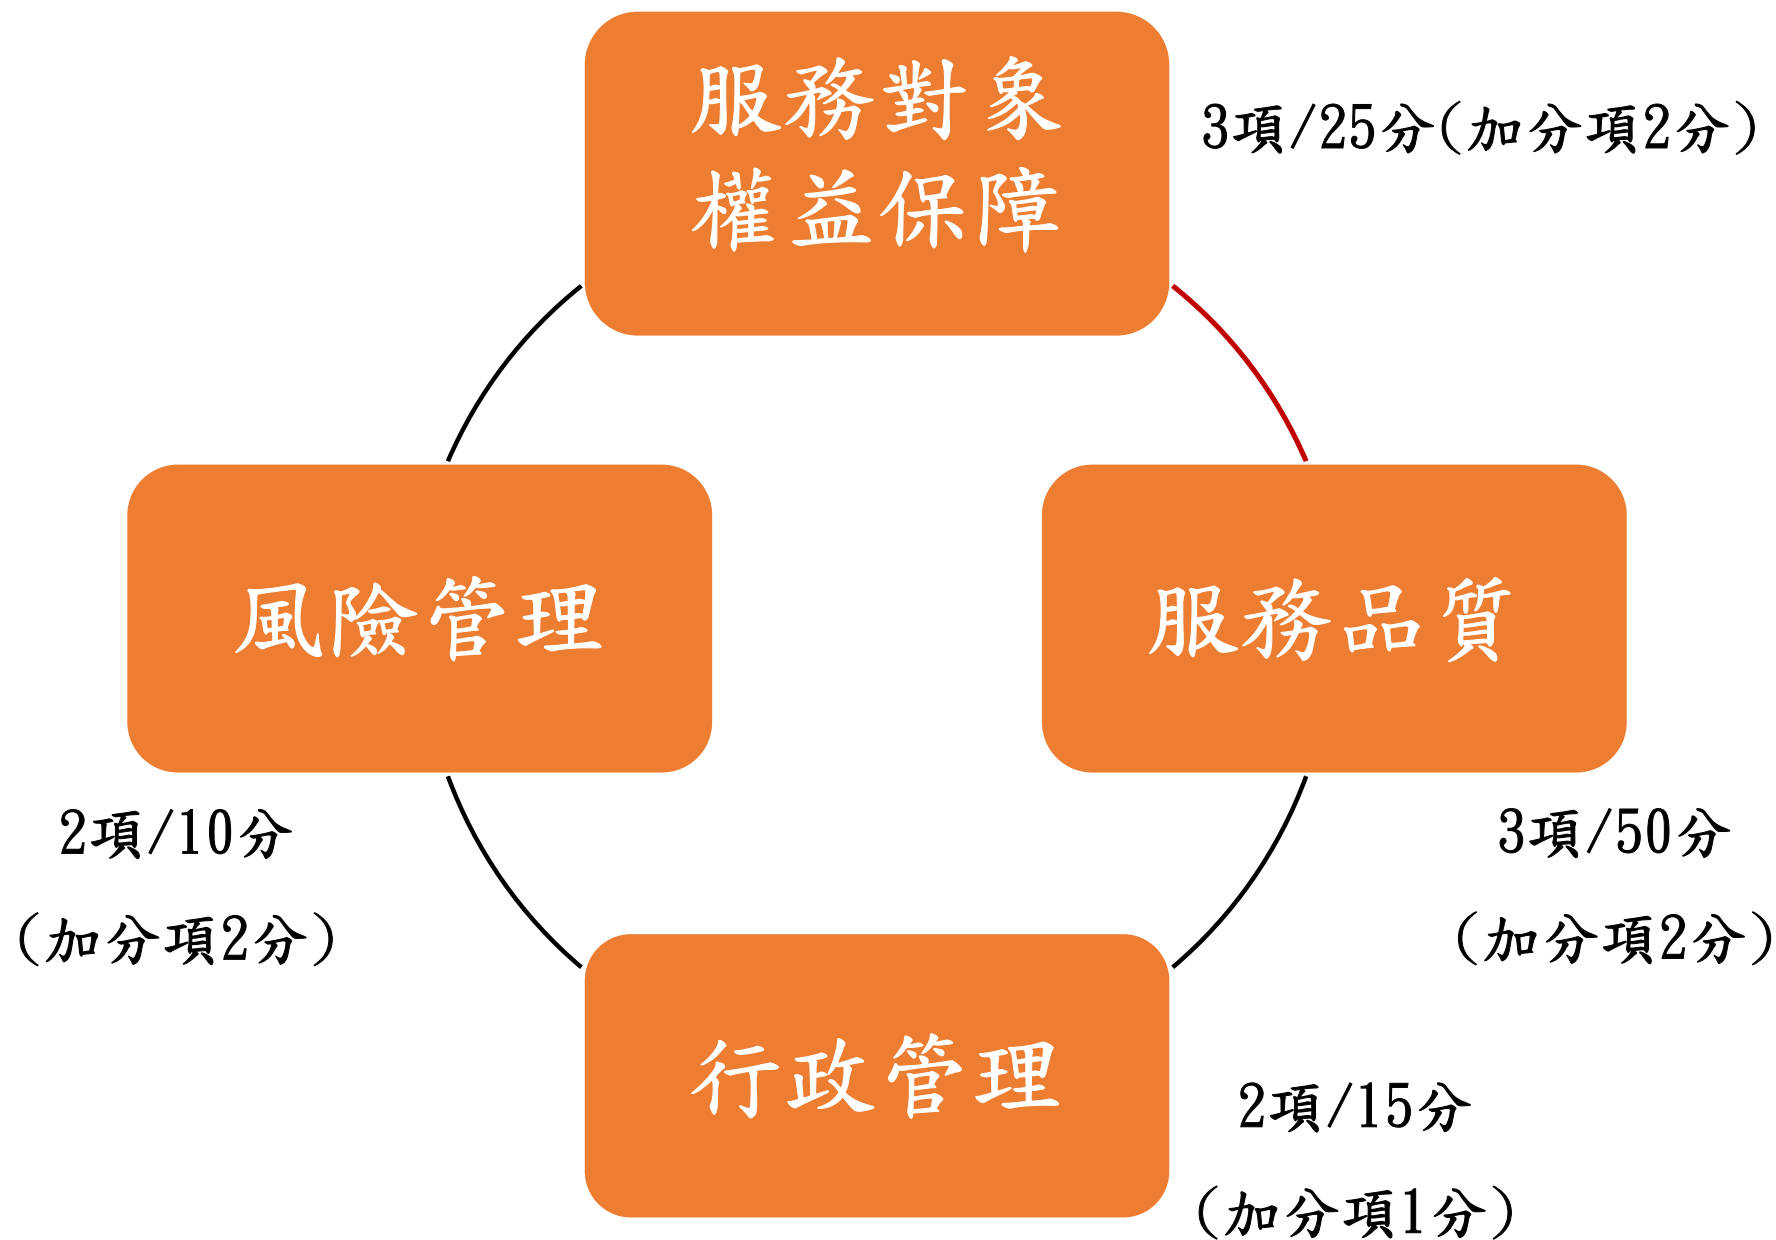 服務對象
權益保障
3項/25分(加分項2分)
風險管理
2項/10分
(加分項2分)
服務品質
3項/50分
(加分項2分)
行政管理
2項/15分
(加分項1分)